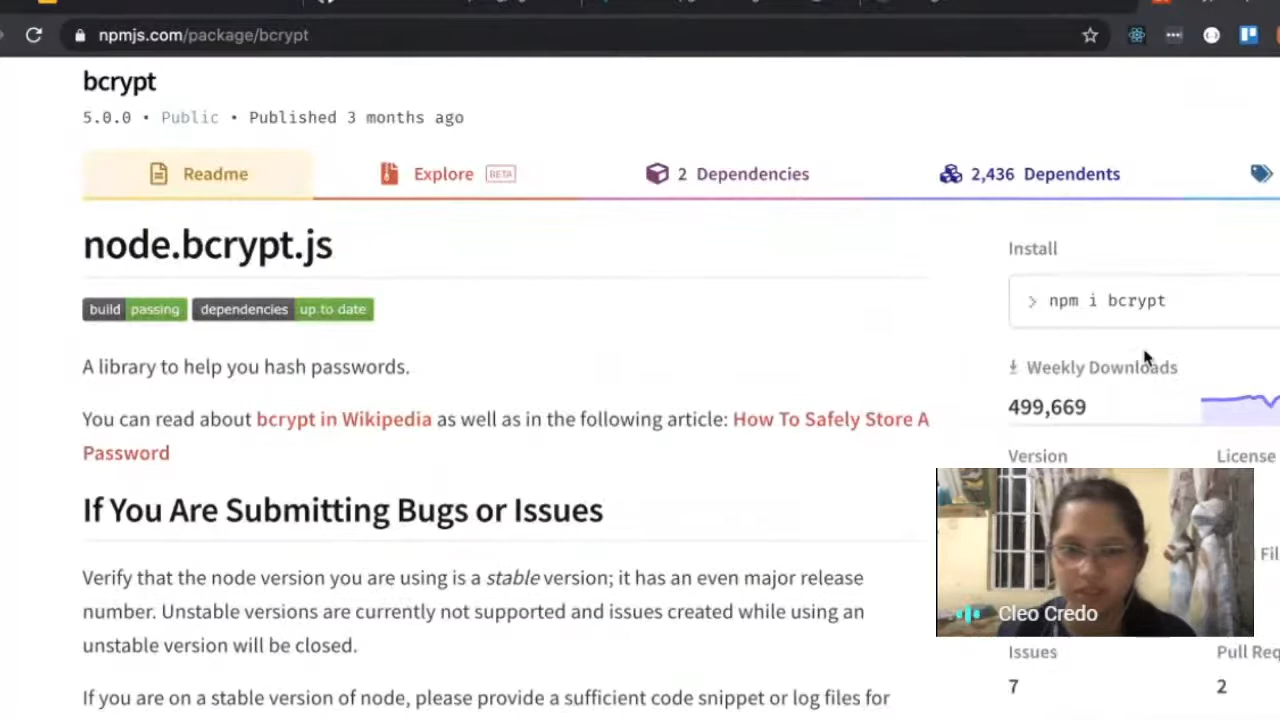 npmjs.com/package/bcrypt
bcrypt
5.0.0 • Public • Published 3 months ago
Readme
Explore BETA
2 Dependencies
2,436 Dependents
node.bcrypt.js
build passing dependencies up to date
A library to help you hash passwords.
You can read about bcrypt in Wikipedia as well as in the following article: How To Safely Store A
Password
If You Are Submitting Bugs or Issues
Verify that the node version you are using is a stable version; it has an even major release
number. Unstable versions are currently not supported and issues created while using an
unstable version will be closed.
If you are on a stable version of node, please provide a sufficient code snippet or log files for
Install
> npm i bcrypt
Weekly Downloads
499,669
Version
License
Fil
Cleo Credo
Issues
Pull Req
7
2